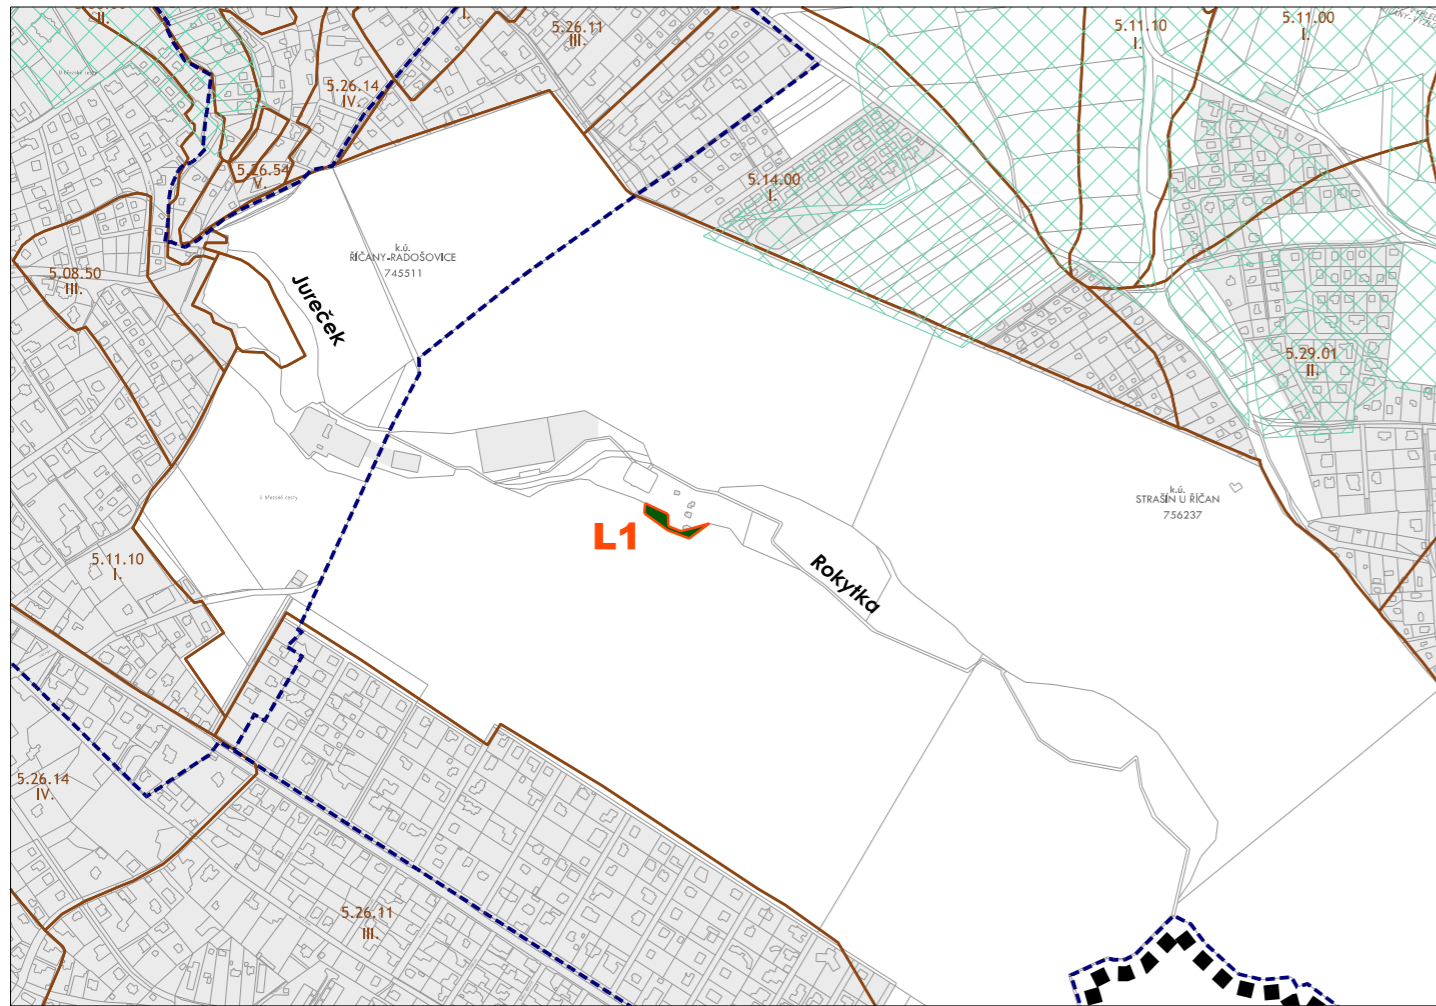 II.
I.
5.26.11
III.
5.11.10
I.
5.11.00
I.
5.26.14
IV.
5.26.54
V.
5.14.00
I.
k.ú.
ŘÍČANY-RADOŠOVICE
745511
5.08.50
III.
Jureček
5.29.01
II.
k.ú.
STRAŠÍN U ŘÍČAN
756237
L1
Rokytka
5.11.10
I.
5.26.14
IV.
5.26.11
III.